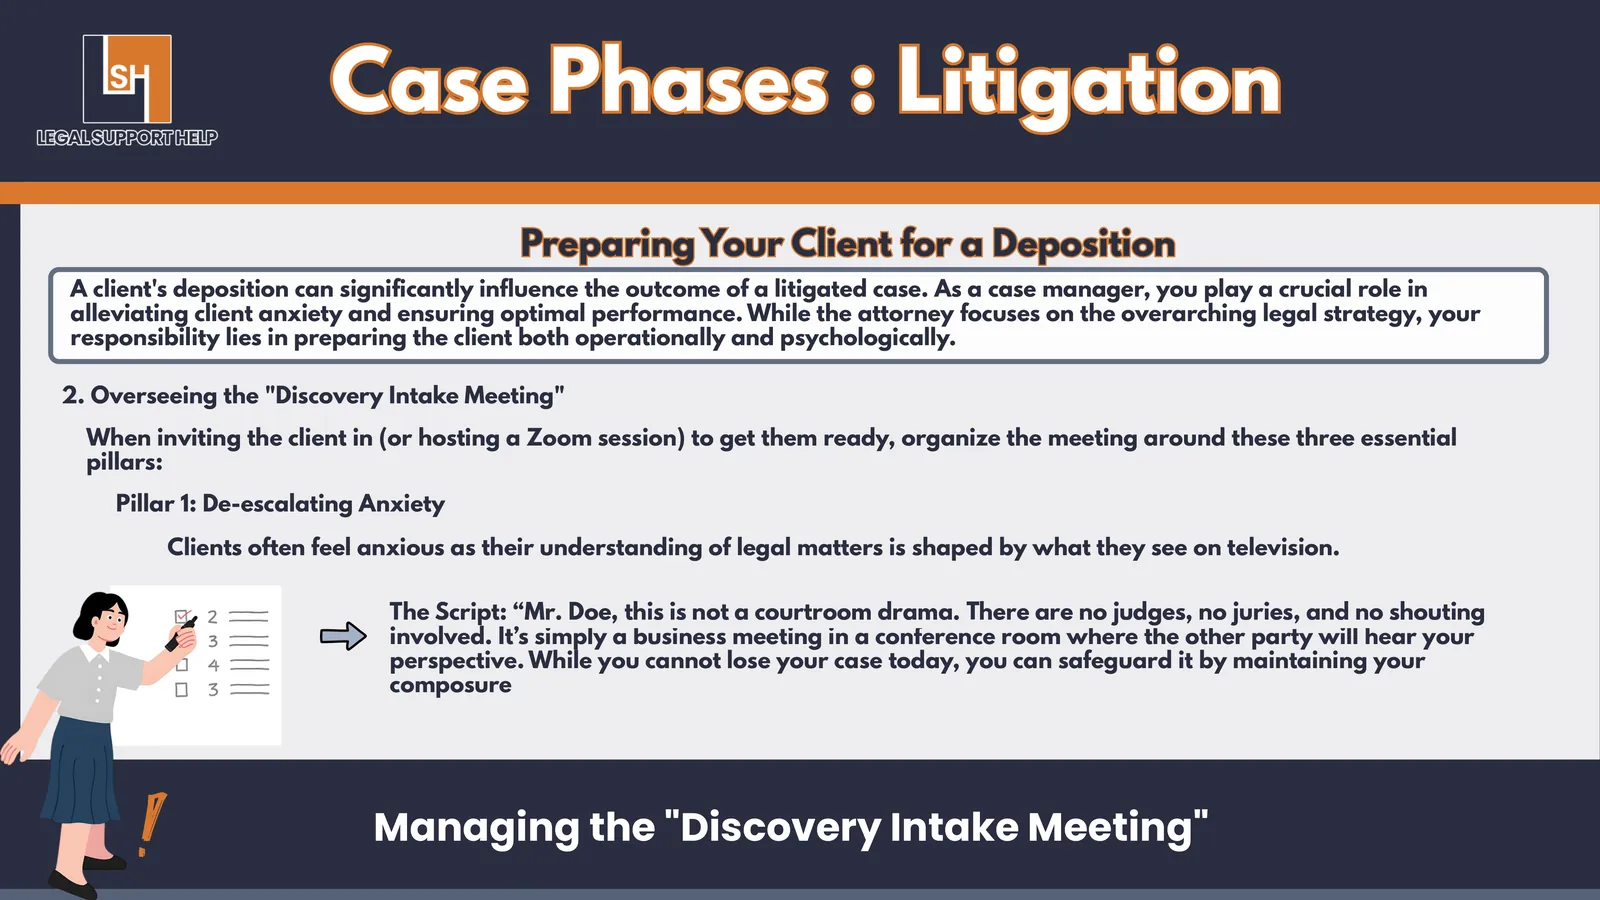 LSH
LEGAL SUPPORT HELP
Case Phases : Litigation
Preparing Your Client for a Deposition
A client's deposition can significantly influence the outcome of a litigated case. As a case manager, you play a crucial role in
alleviating client anxiety and ensuring optimal performance. While the attorney focuses on the overarching legal strategy, your
responsibility lies in preparing the client both operationally and psychologically.
2. Overseeing the "Discovery Intake Meeting"
When inviting the client in (or hosting a Zoom session) to get them ready, organize the meeting around these three essential
pillars:
Pillar 1: De-escalating Anxiety
Clients often feel anxious as their understanding of legal matters is shaped by what they see on television.
2
3
4
3
The Script: “Mr. Doe, this is not a courtroom drama. There are no judges, no juries, and no shouting
involved. It’s simply a business meeting in a conference room where the other party will hear your
perspective. While you cannot lose your case today, you can safeguard it by maintaining your
composure
!
Managing the "Discovery Intake Meeting"